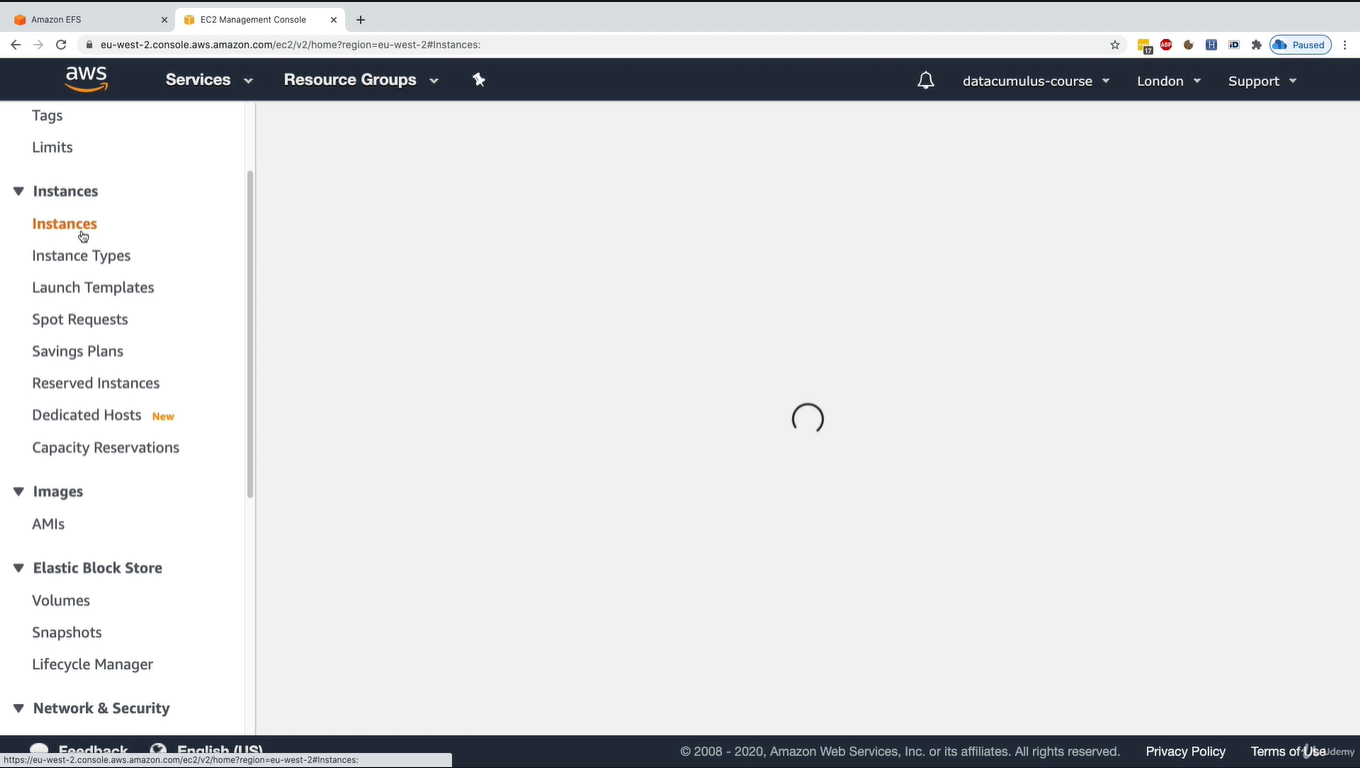 Amazon EFS
EC2 Management Console
eu-west-2.console.aws.amazon.com/ec2/v2/home?region=eu-west-2#Instances:
17
ABP
H
iD
Paused
aws
Services
Resource Groups
datacumulus-course
London
Support
Tags
Limits
Instances
Instances
Instance Types
Launch Templates
Spot Requests
Savings Plans
Reserved Instances
Dedicated Hosts New
Capacity Reservations
Images
AMIs
Elastic Block Store
Volumes
Snapshots
Lifecycle Manager
Network & Security
Feedback
English (US)
© 2008 - 2020, Amazon Web Services, Inc. or its affiliates. All rights reserved.
Privacy Policy
Terms of Use
Udemy
https://eu-west-2.console.aws.amazon.com/ec2/v2/home?region=eu-west-2#Instances: